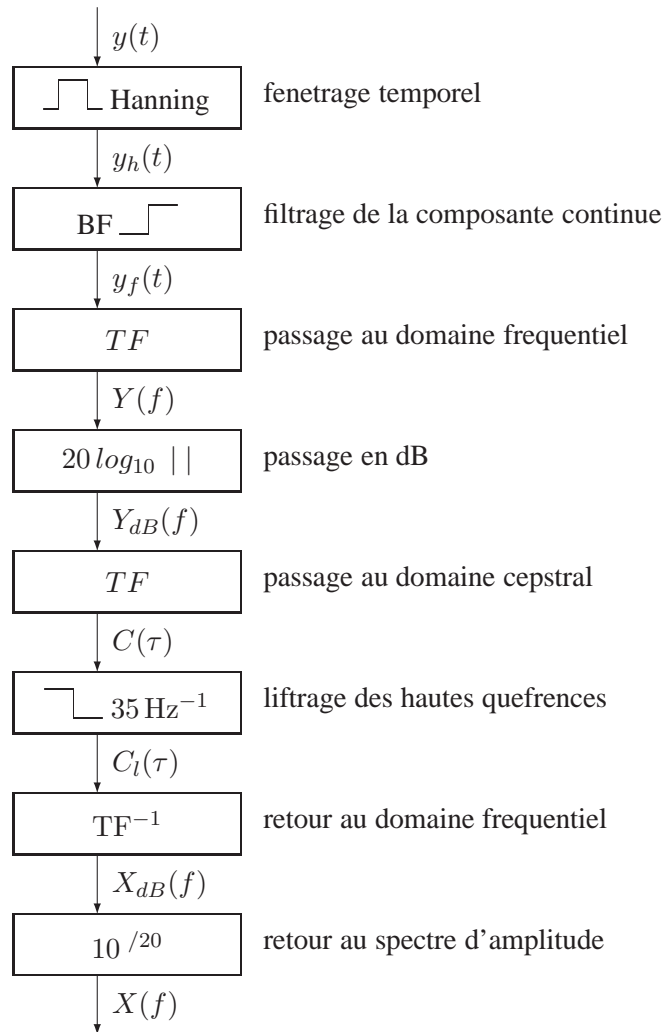 y(t)
Hanning fenetrage temporel
y_h(t)
BF filtrage de la composante continue
y_f(t)
TF passage au domaine frequentiel
Y(f)
20 log_10 | | passage en dB
Y_dB(f)
TF passage au domaine cepstral
C(τ)
35 Hz^−1 liftrage des hautes quefrences
C_l(τ)
TF^−1 retour au domaine frequentiel
X_dB(f)
10^/20 retour au spectre d'amplitude
X(f)